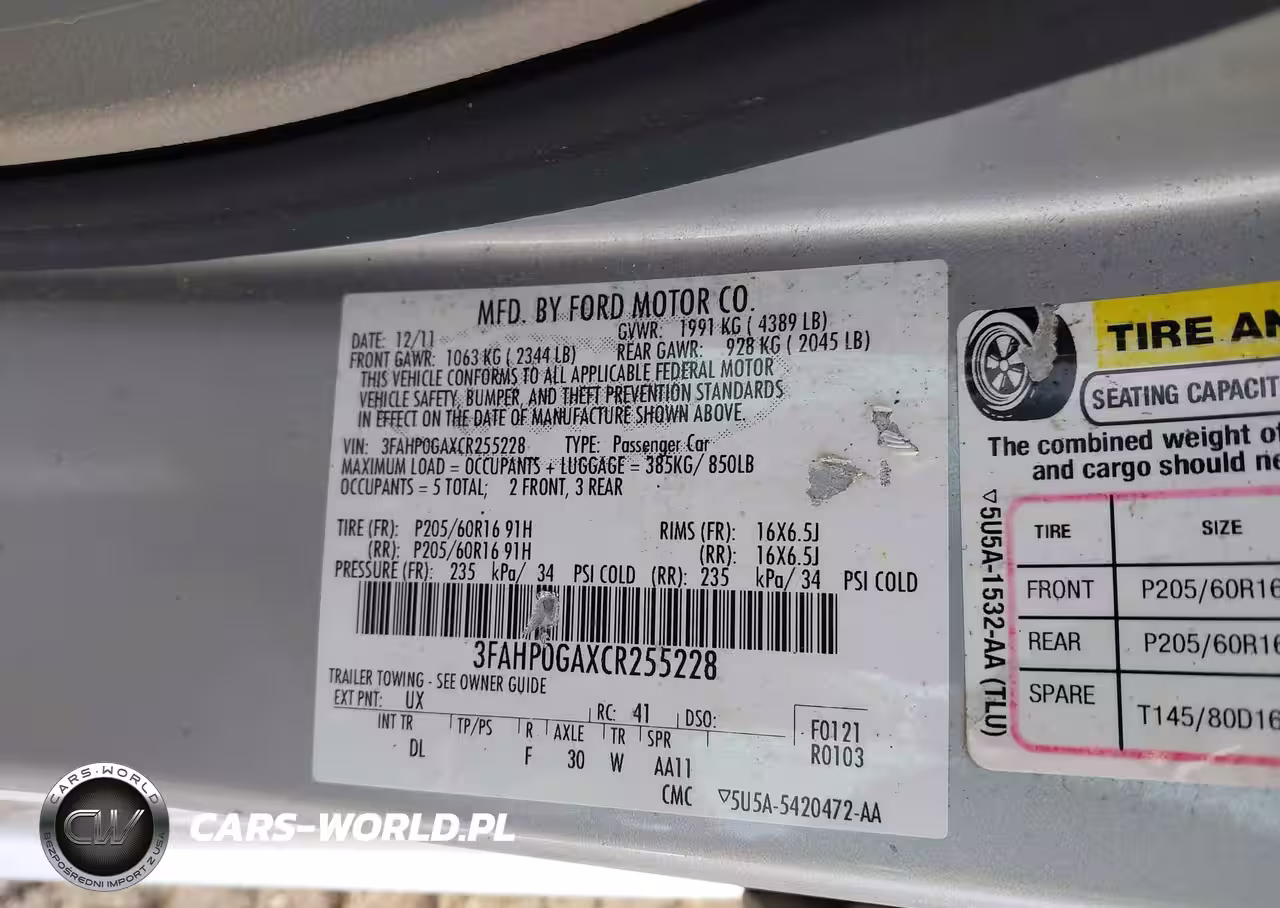 MFD. BY FORD MOTOR CO.
DATE: 12/11 GVWR: 1991 KG ( 4389 LB)
FRONT GAWR: 1063 KG ( 2344 LB) REAR GAWR: 928 KG ( 2045 LB)
THIS VEHICLE CONFORMS TO ALL APPLICABLE FEDERAL MOTOR
VEHICLE SAFETY, BUMPER, AND THEFT PREVENTION STANDARDS
IN EFFECT ON THE DATE OF MANUFACTURE SHOWN ABOVE.
VIN: 3FAHP0GAXCR255228 TYPE: Passenger Car
MAXIMUM LOAD = OCCUPANTS + LUGGAGE = 385KG/ 850LB
OCCUPANTS = 5 TOTAL; 2 FRONT, 3 REAR
TIRE (FR): P205/60R16 91H RIMS (FR): 16X6.5J
(RR): P205/60R16 91H (RR): 16X6.5J
PRESSURE (FR): 235 kPa/ 34 PSI COLD (RR): 235 kPa/ 34 PSI COLD
3FAHP0GAXCR255228
TRAILER TOWING - SEE OWNER GUIDE
EXT PNT: UX RC: 41 DSO:
INT TR TP/PS R AXLE TR SPR F0121
DL F 30 W AA11 R0103
CMC ▽5U5A-5420472-AA
TIRE AN
SEATING CAPACIT
The combined weight of
and cargo should ne
▽5U5A-1532-AA (TLU)
TIRE SIZE
FRONT P205/60R16
REAR P205/60R16
SPARE T145/80D16
CARS-WORLD
CW
BEZPOŚREDNI IMPORT Z USA
CARS-WORLD.PL